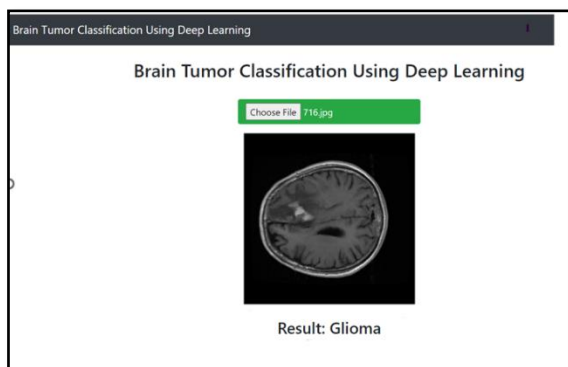 Brain Tumor Classification Using Deep Learning
Brain Tumor Classification Using Deep Learning
Choose File 716.jpg
Result: Glioma